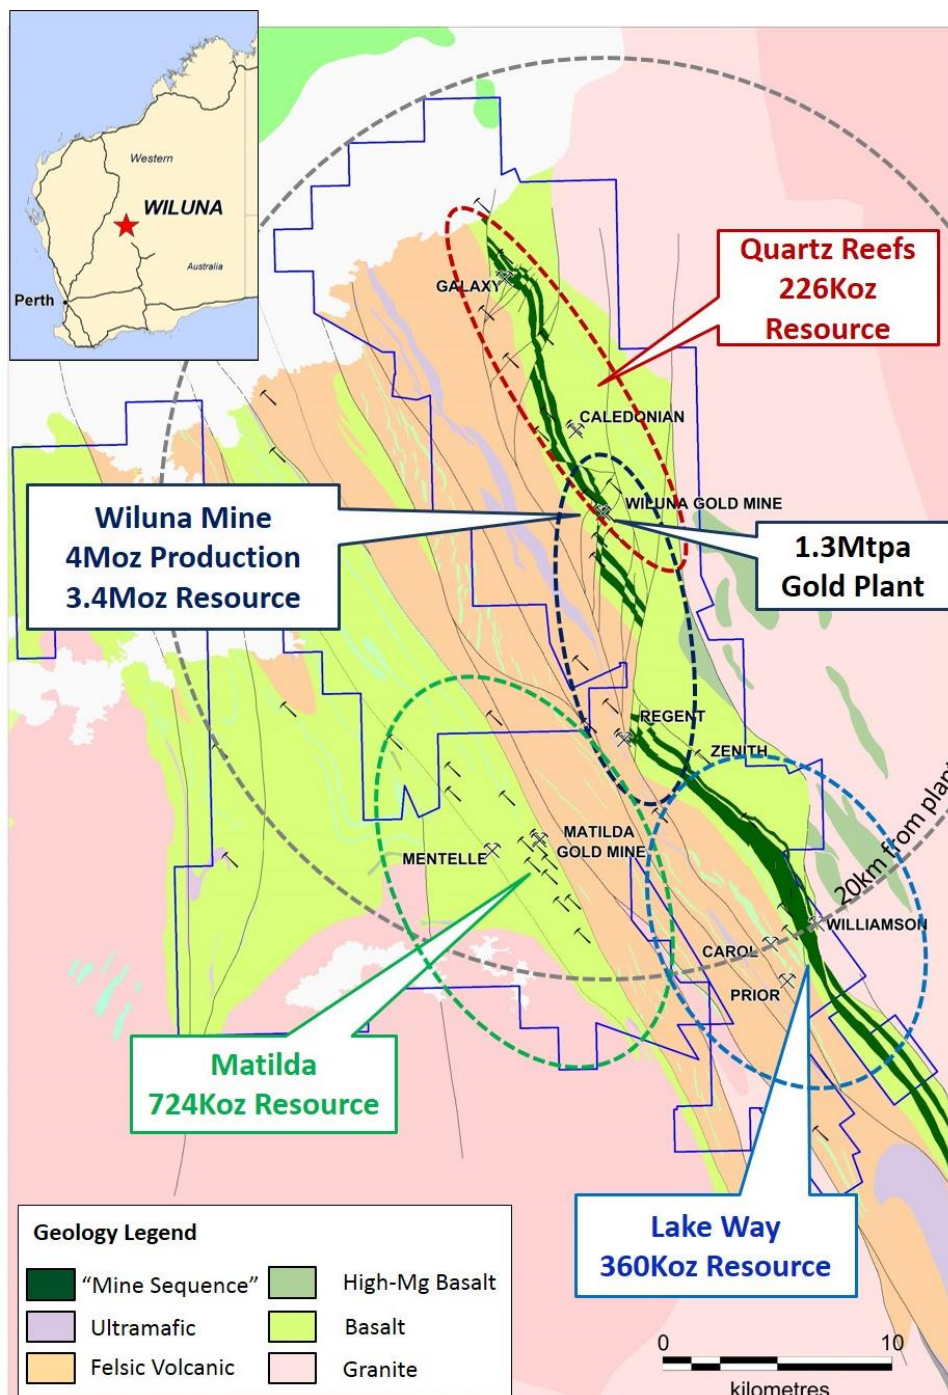 Western
WILUNA
Australia
Perth
Quartz Reefs
226Koz
Resource
GALAXY
CALEDONIAN
WILUNA GOLD MINE
Wiluna Mine
4Moz Production
3.4Moz Resource
1.3Mtpa
Gold Plant
REGENT
ZENITH
MATILDA
GOLD MINE
MENTELLE
20km from plant
WILLIAMSON
CAROL
PRIOR
Matilda
724Koz Resource
Lake Way
360Koz Resource
Geology Legend
“Mine Sequence”
High-Mg Basalt
Ultramafic
Basalt
Felsic Volcanic
Granite
0 10
kilometres